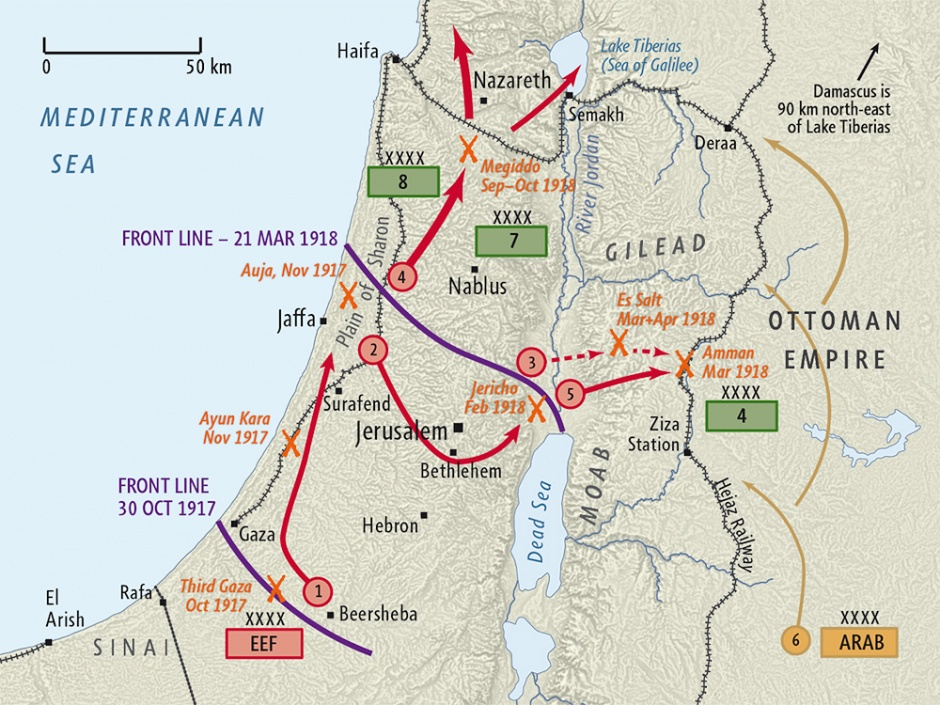 0
50 km
Haifa
Lake Tiberias
(Sea of Galilee)
Nazareth
Damascus is
90 km north-east
of Lake Tiberias
MEDITERRANEAN
SEA
Semakh
Deraa
XXXX
8
Megiddo
Sep–Oct 1918
River Jordan
XXXX
7
FRONT LINE – 21 MAR 1918
Plain of Sharon
GILEAD
Auja, Nov 1917
4
Nablus
Es Salt
Mar+Apr 1918
Jaffa
OTTOMAN
EMPIRE
2
3
Amman
Mar 1918
5
Jericho
Feb 1918
XXXX
4
Surafend
Ayun Kara
Nov 1917
Jerusalem
Ziza
Station
Bethlehem
MOAB
FRONT LINE
30 OCT 1917
Hejaz Railway
Gaza
Hebron
Dead Sea
Third Gaza
Oct 1917
1
Rafa
El
Arish
Beersheba
XXXX
EEF
SINAI
6
XXXX
ARAB